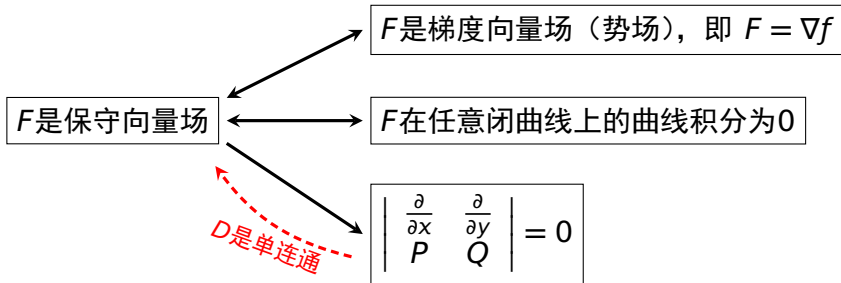 F是梯度向量场（势场），即 F = ∇f
F是保守向量场
F在任意闭曲线上的曲线积分为0
| ∂/∂x ∂/∂y |
| P Q | = 0
D是单连通